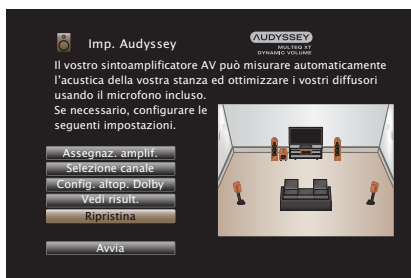 Imp. Audyssey
AUDYSSEY
MULTEQ XT
DYNAMIC VOLUME
Il vostro sintoamplificatore AV può misurare automaticamente
l'acustica della vostra stanza ed ottimizzare i vostri diffusori
usando il microfono incluso.
Se necessario, configurare le
seguenti impostazioni.
Assegnaz. amplif.
Selezione canale
Config. altop. Dolby
Vedi risult.
Ripristina
Avvia